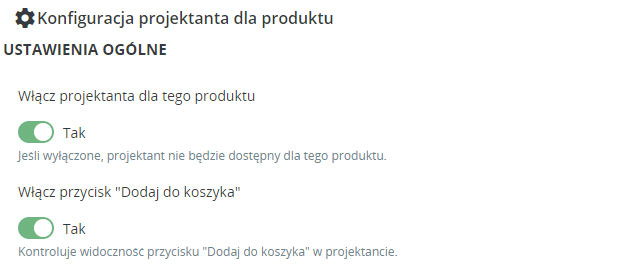 Konfiguracja projektanta dla produktu
USTAWIENIA OGÓLNE
Włącz projektanta dla tego produktu
Tak
Jeśli wyłączone, projektant nie będzie dostępny dla tego produktu.
Włącz przycisk "Dodaj do koszyka"
Tak
Kontroluje widoczność przycisku "Dodaj do koszyka" w projektancie.